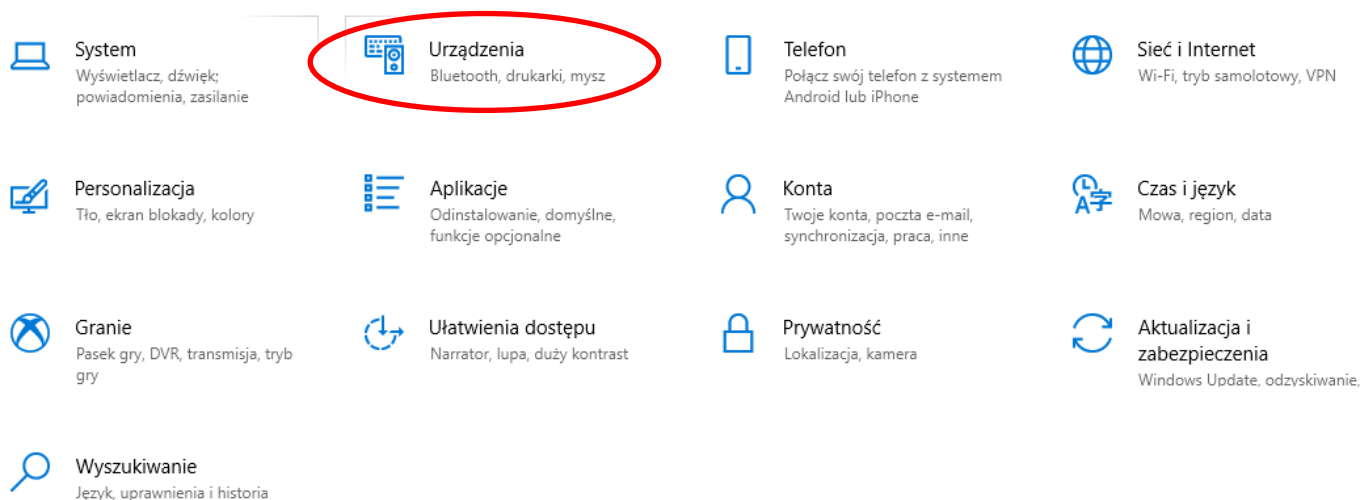 System
Wyświetlacz, dźwięk;
powiadomienia, zasilanie
Urządzenia
Bluetooth, drukarki, mysz
Telefon
Połącz swój telefon z systemem
Android lub iPhone
Sieć i Internet
Wi-Fi, tryb samolotowy, VPN
Personalizacja
Tło, ekran blokady, kolory
Aplikacje
Odinstalowanie, domyślne,
funkcje opcjonalne
Konta
Twoje konta, poczta e-mail,
synchronizacja, praca, inne
Czas i język
Mowa, region, data
Granie
Pasek gry, DVR, transmisja, tryb
gry
Ułatwienia dostępu
Narrator, lupa, duży kontrast
Prywatność
Lokalizacja, kamera
Aktualizacja i
zabezpieczenia
Windows Update, odzyskiwanie,
Wyszukiwanie
Język, uprawnienia i historia